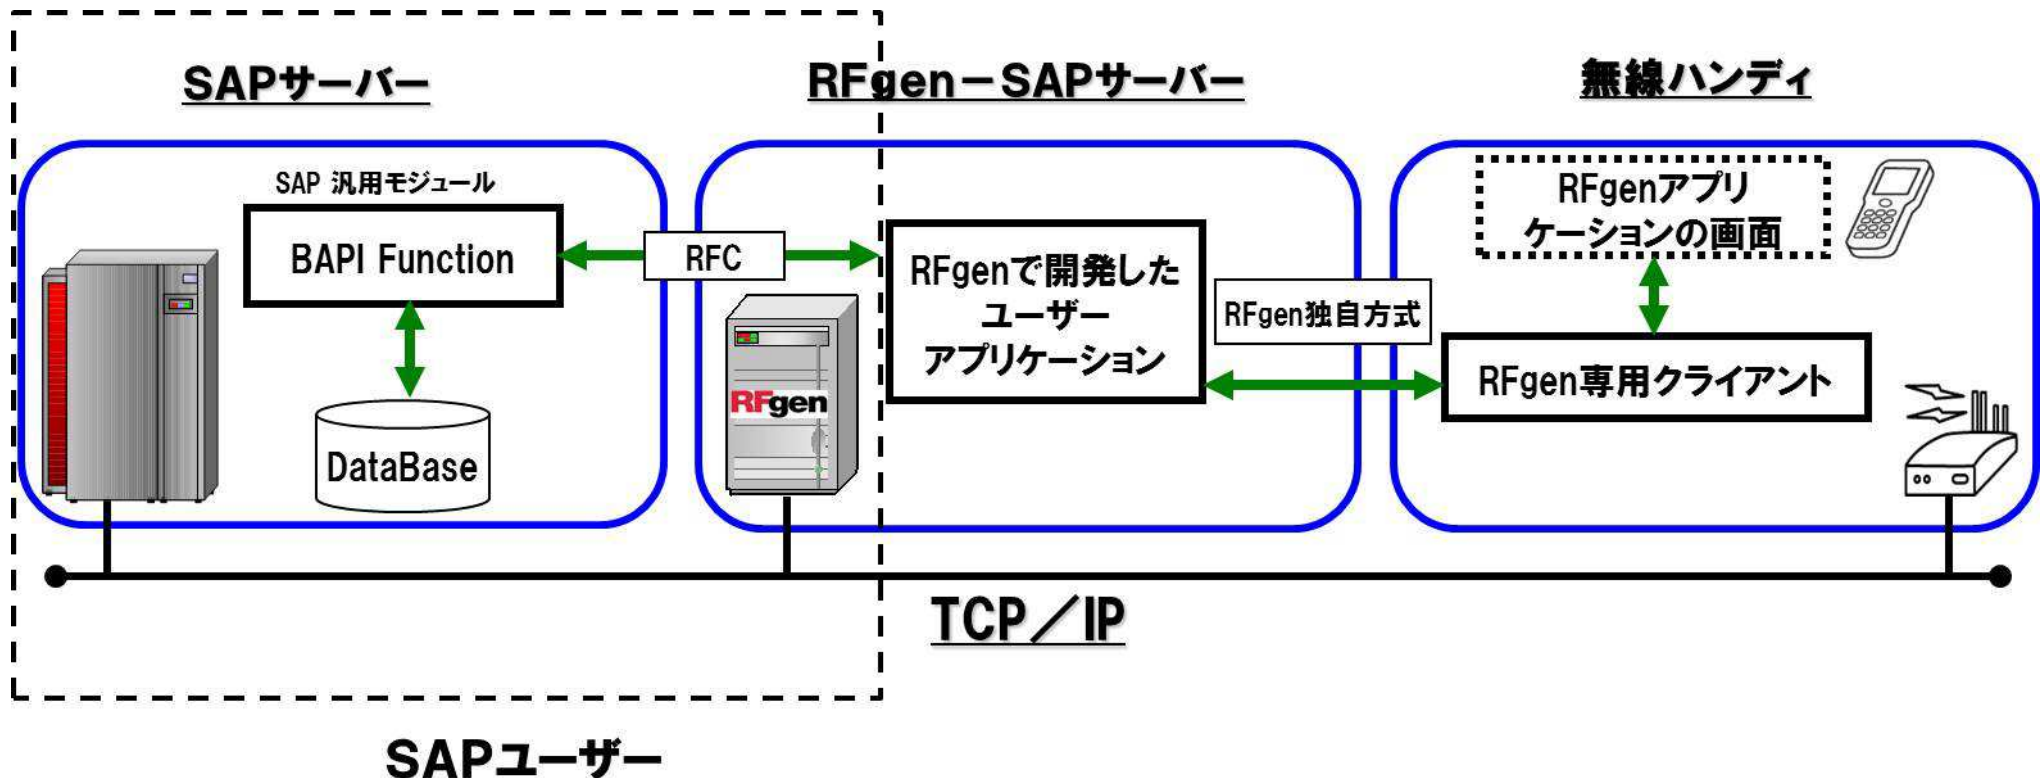 SAPサーバー
RFgen－SAPサーバー
無線ハンディ
SAP 汎用モジュール
BAPI Function
RFC
DataBase
RFgen
RFgenで開発した
ユーザー
アプリケーション
RFgen独自方式
RFgenアプリ
ケーションの画面
RFgen専用クライアント
TCP／IP
SAPユーザー